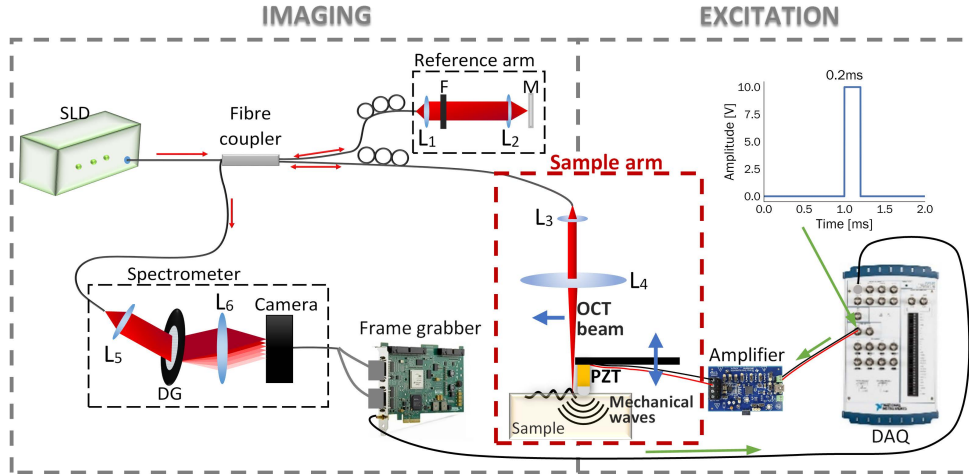 IMAGING
EXCITATION
Reference arm
F
M
L1
L2
SLD
Fibre
coupler
Sample arm
L3
L4
OCT
beam
PZT
Mechanical
waves
Sample
Spectrometer
L6
Camera
L5
DG
Frame grabber
0.2ms
Amplitude [V]
10.0
7.5
5.0
2.5
0.0
0.0
0.5
1.0
1.5
2.0
Time [ms]
Amplifier
DAQ